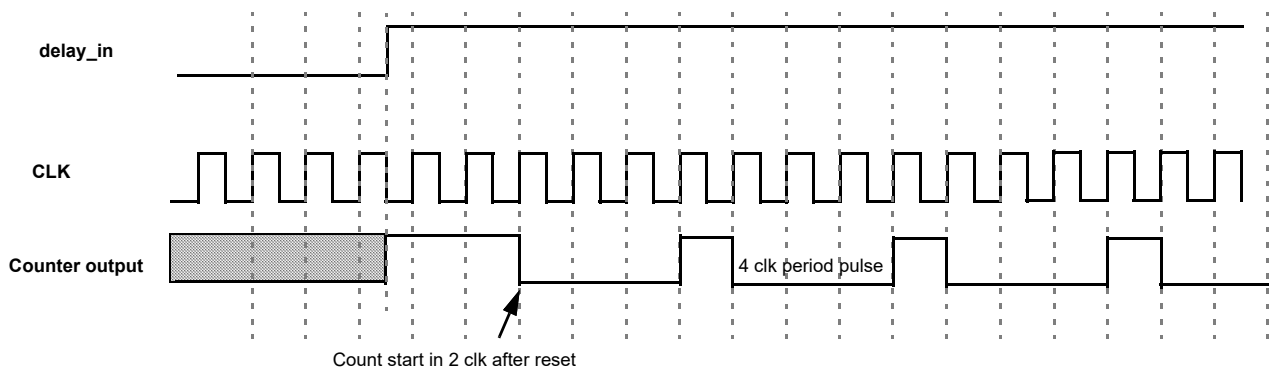 delay_in
CLK
Counter output
4 clk period pulse
Count start in 2 clk after reset